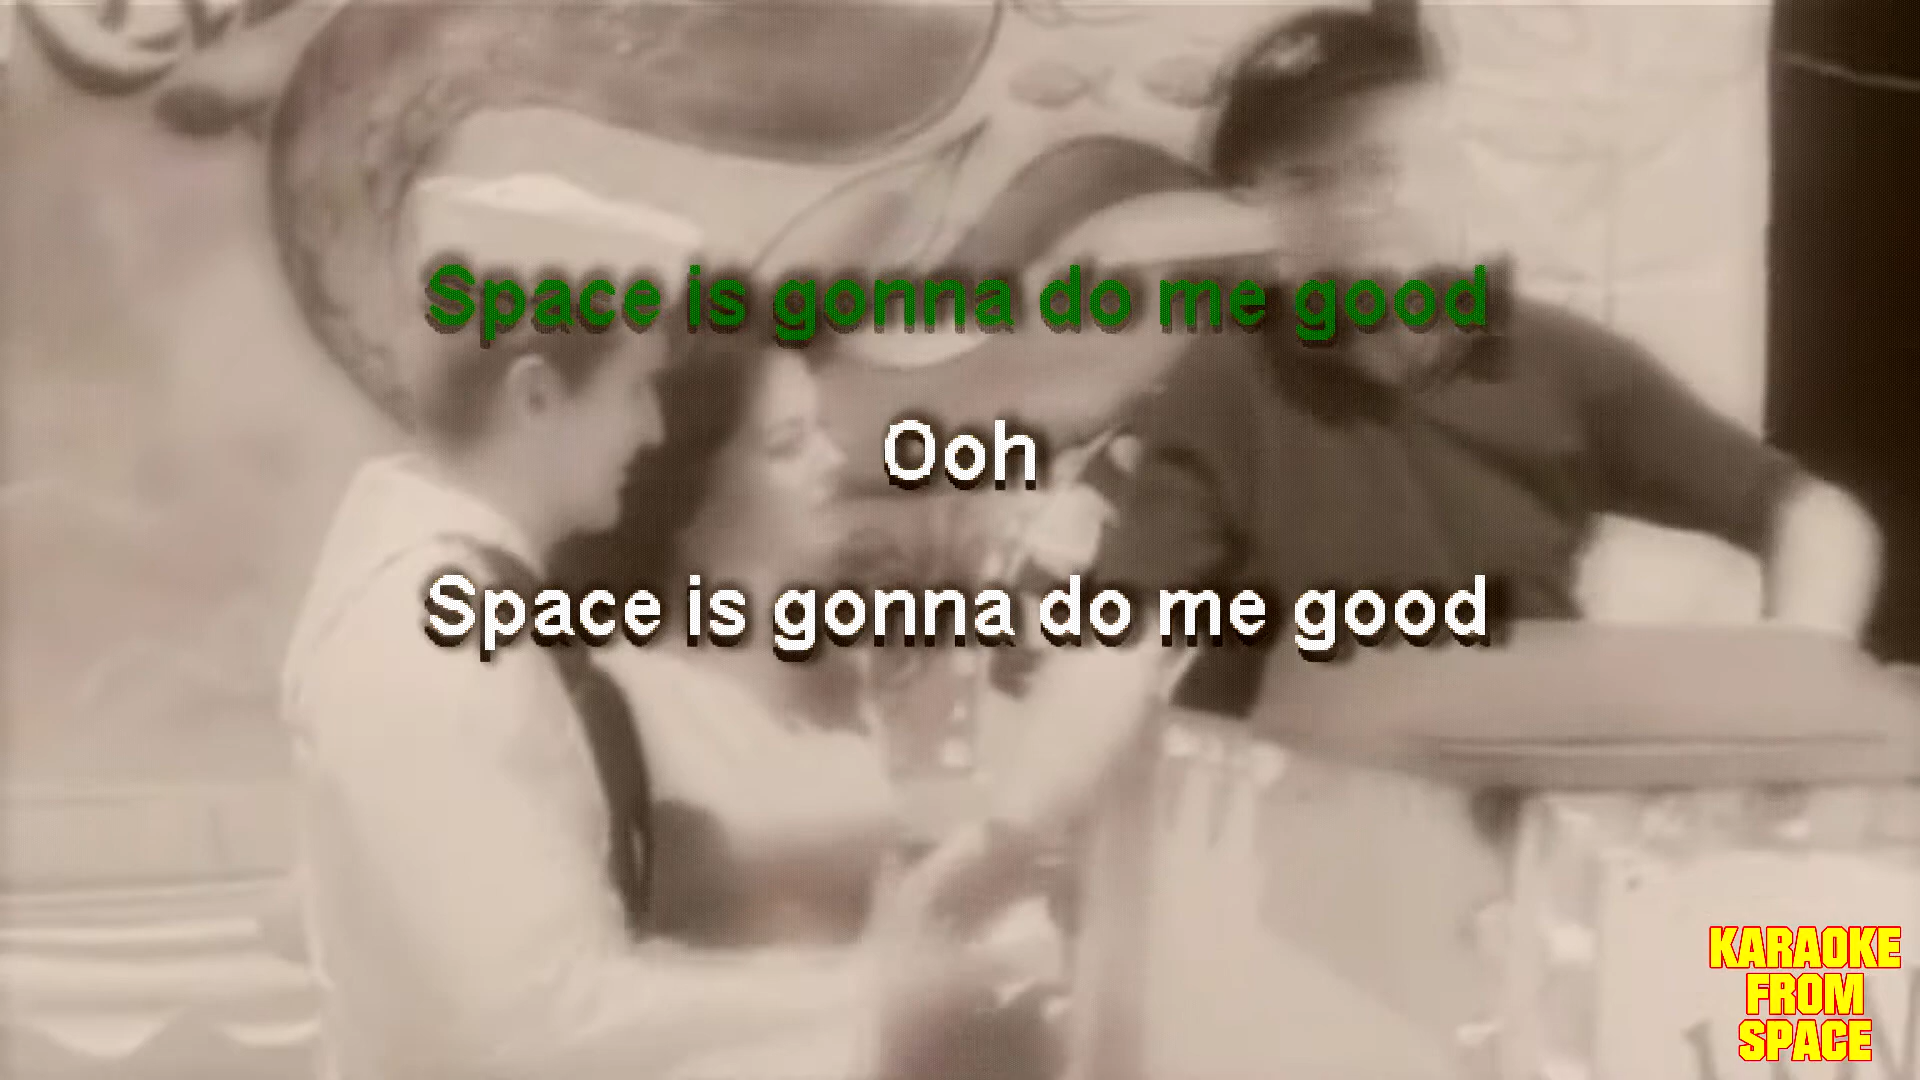 Space is gonna do me good
Ooh
Space is gonna do me good
KARAOKE
FROM
SPACE